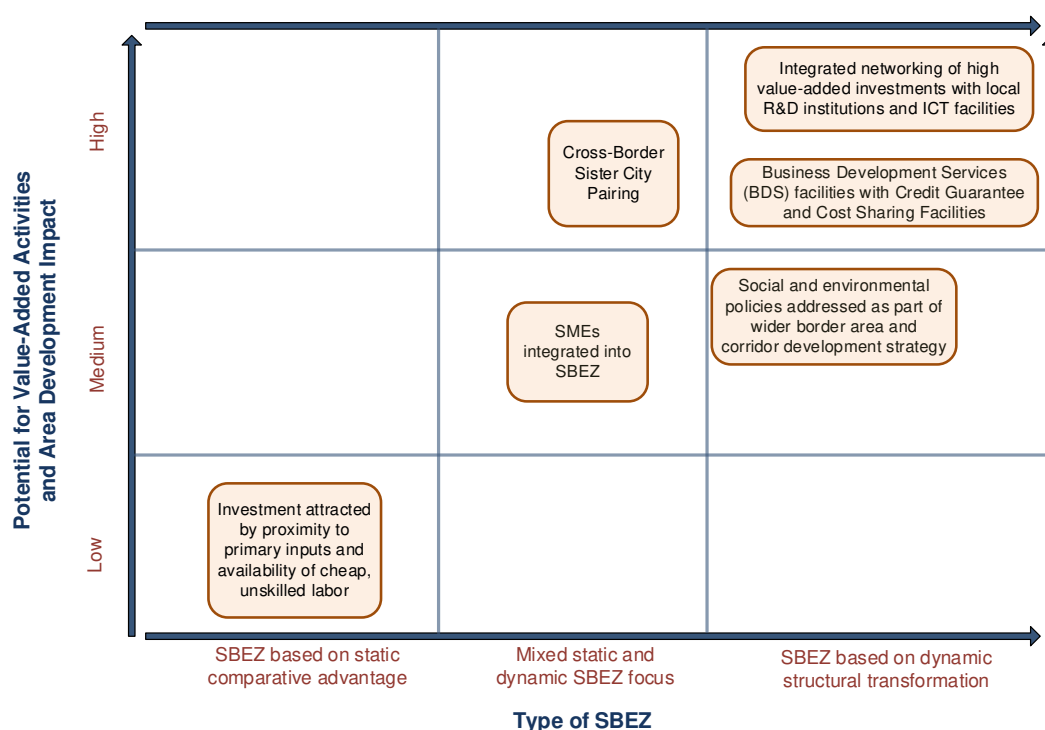 Potential for Value-Added Activities
and Area Development Impact
High
Medium
Low
Integrated networking of high
value-added investments with local
R&D institutions and ICT facilities
Cross-Border
Sister City
Pairing
Business Development Services
(BDS) facilities with Credit Guarantee
and Cost Sharing Facilities
Social and environmental
policies addressed as part of
wider border area and
corridor development strategy
SMEs
integrated into
SBEZ
Investment attracted
by proximity to
primary inputs and
availability of cheap,
unskilled labor
SBEZ based on static
comparative advantage
Mixed static and
dynamic SBEZ focus
SBEZ based on dynamic
structural transformation
Type of SBEZ